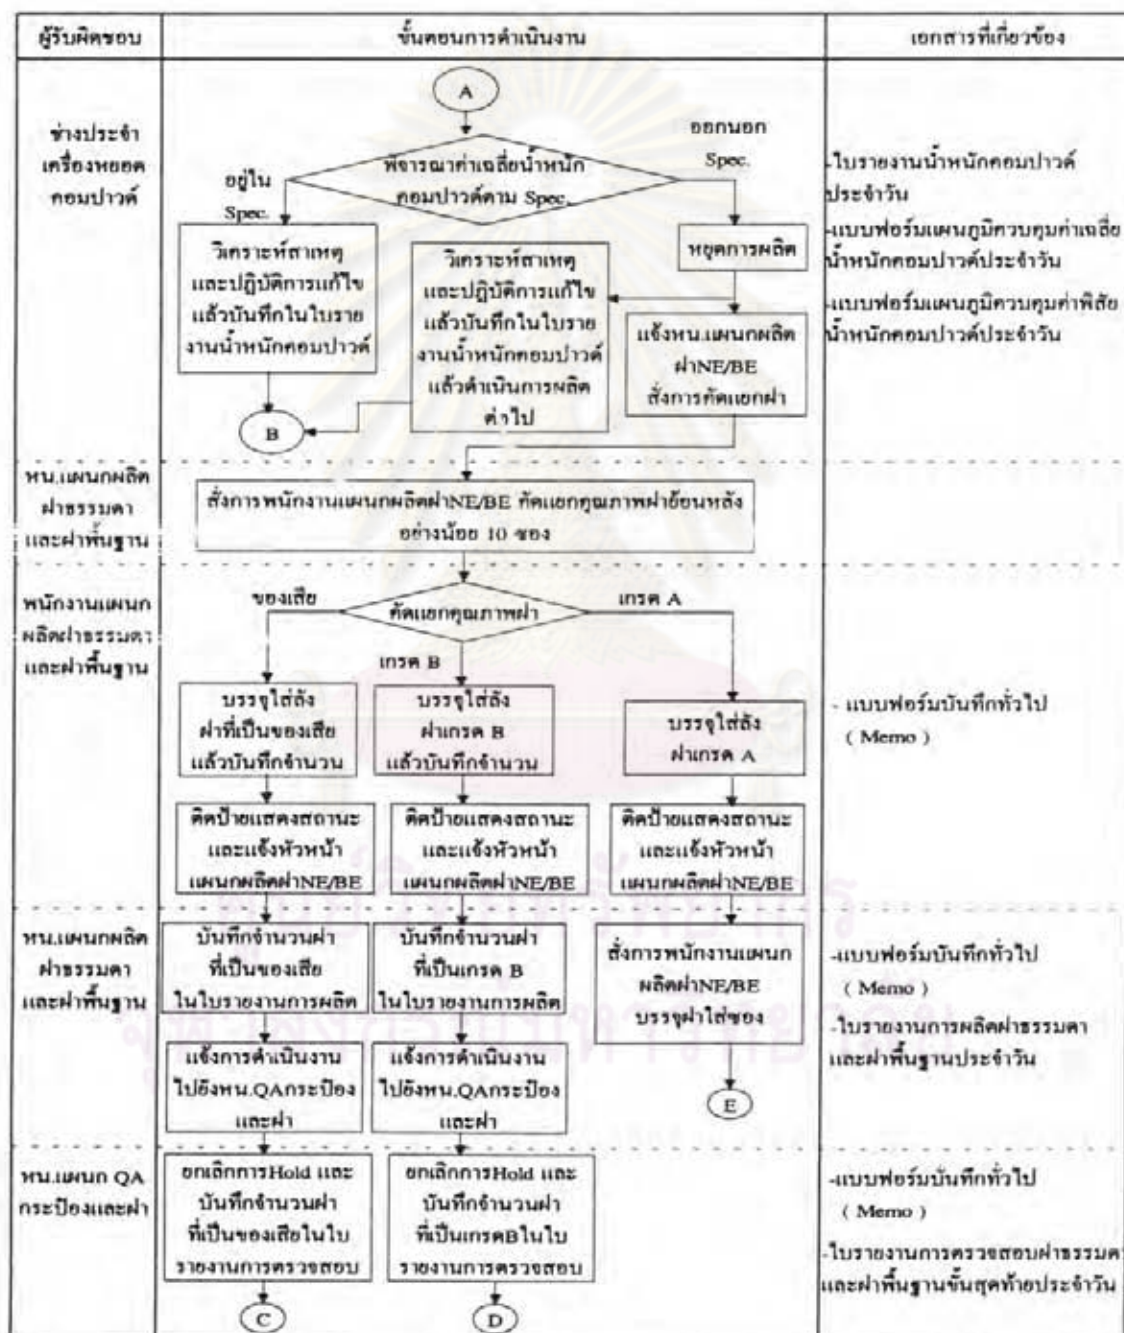 ผู้รับผิดชอบ
ขั้นตอนการดำเนินงาน
เอกสารที่เกี่ยวข้อง
ช่างประจำ
เครื่องหยอด
คอมปาวด์
A
พิจารณาค่าเฉลี่ยน้ำหนัก
คอมปาวด์ตาม Spec.
อยู่ใน
Spec.
ออกนอก
Spec.
วิเคราะห์สาเหตุ
และปฏิบัติการแก้ไข
แล้วบันทึกในใบราย
งานน้ำหนักคอมปาวด์
B
วิเคราะห์สาเหตุ
และปฏิบัติการแก้ไข
แล้วบันทึกในใบราย
งานน้ำหนักคอมปาวด์
แล้วดำเนินการผลิต
ต่อไป
หยุดการผลิต
แจ้งหน.แผนกผลิต
ฝาNE/BE
สั่งการคัดแยกฝา
-ใบรายงานน้ำหนักคอมปาวด์
ประจำวัน
-แบบฟอร์มแผนภูมิควบคุมค่าเฉลี่ย
น้ำหนักคอมปาวด์ประจำวัน
-แบบฟอร์มแผนภูมิควบคุมค่าพิสัย
น้ำหนักคอมปาวด์ประจำวัน
หน.แผนกผลิต
ฝาธรรมดา
และฝาพื้นฐาน
สั่งการพนักงานแผนกผลิตฝาNE/BE คัดแยกคุณภาพฝาย้อนหลัง
อย่างน้อย 10 ซอง
พนักงานแผนก
ผลิตฝาธรรมดา
และฝาพื้นฐาน
คัดแยกคุณภาพฝา
ของเสีย
เกรด B
เกรด A
บรรจุใส่ลัง
ฝาที่เป็นของเสีย
แล้วบันทึกจำนวน
บรรจุใส่ลัง
ฝาเกรด B
แล้วบันทึกจำนวน
บรรจุใส่ลัง
ฝาเกรด A
ติดป้ายแสดงสถานะ
และแจ้งหัวหน้า
แผนกผลิตฝาNE/BE
ติดป้ายแสดงสถานะ
และแจ้งหัวหน้า
แผนกผลิตฝาNE/BE
ติดป้ายแสดงสถานะ
และแจ้งหัวหน้า
แผนกผลิตฝาNE/BE
- แบบฟอร์มบันทึกทั่วไป
( Memo )
หน.แผนกผลิต
ฝาธรรมดา
และฝาพื้นฐาน
บันทึกจำนวนฝา
ที่เป็นของเสีย
ในใบรายงานการผลิต
บันทึกจำนวนฝา
ที่เป็นเกรด B
ในใบรายงานการผลิต
สั่งการพนักงานแผนก
ผลิตฝาNE/BE
บรรจุฝาใส่ซอง
E
แจ้งการดำเนินงาน
ไปยังหน.QAกระป๋อง
และฝา
แจ้งการดำเนินงาน
ไปยังหน.QAกระป๋อง
และฝา
-แบบฟอร์มบันทึกทั่วไป
( Memo )
-ใบรายงานการผลิตฝาธรรมดา
และฝาพื้นฐานประจำวัน
หน.แผนก QA
กระป๋องและฝา
ยกเลิกการHold และ
บันทึกจำนวนฝา
ที่เป็นของเสียในใบ
รายงานการตรวจสอบ
ยกเลิกการHold และ
บันทึกจำนวนฝา
ที่เป็นเกรดBในใบ
รายงานการตรวจสอบ
C
D
-แบบฟอร์มบันทึกทั่วไป
( Memo )
-ใบรายงานการตรวจสอบฝาธรรมดา
และฝาพื้นฐานขั้นสุดท้ายประจำวัน
ศูนย์วิทยทรัพยากร
จุฬาลงกรณ์มหาวิทยาลัย